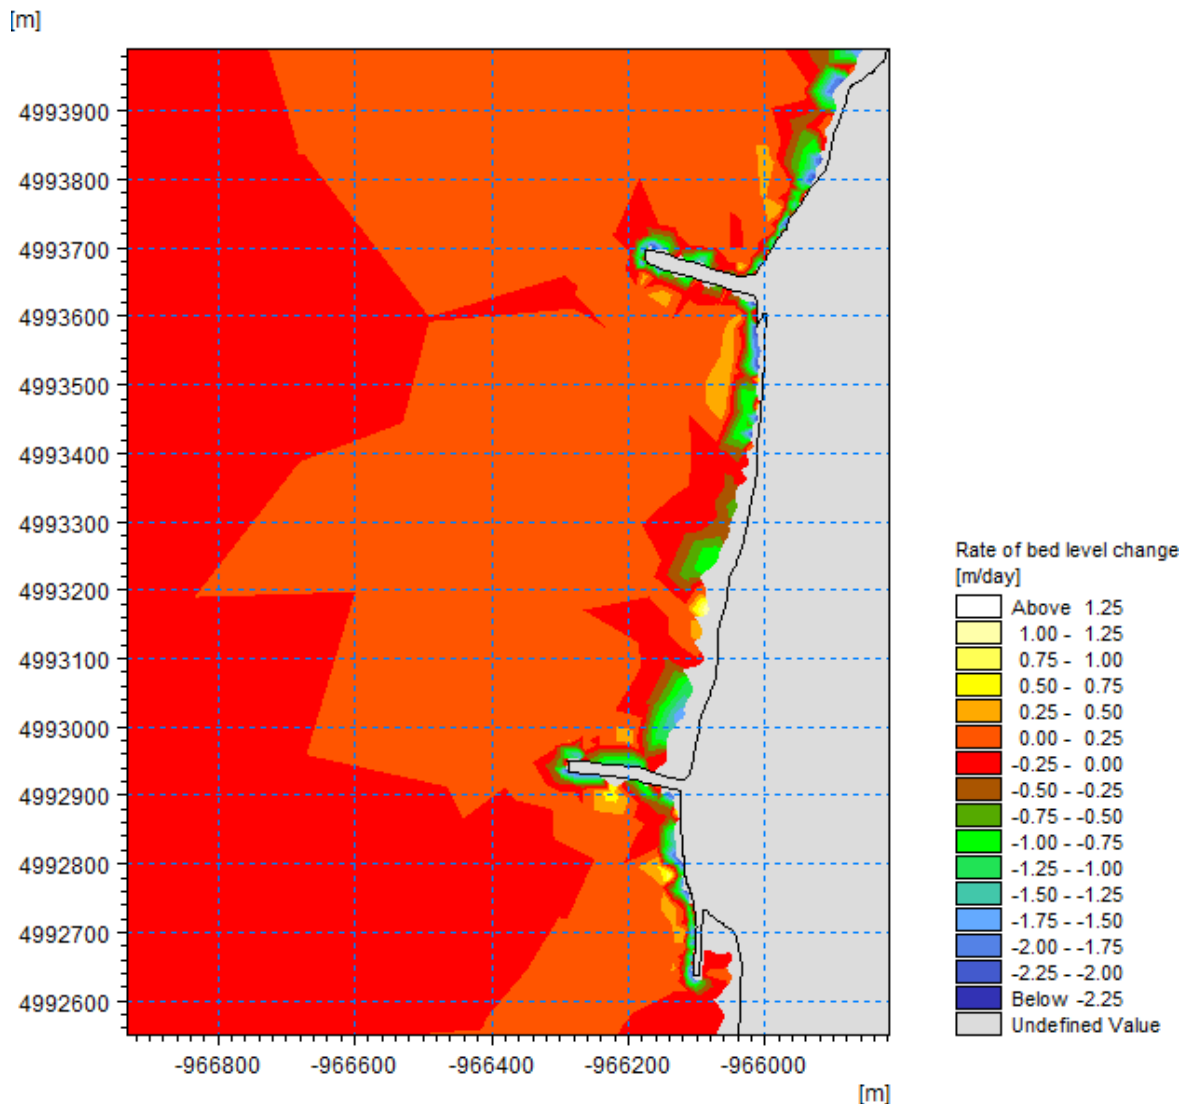 [m]
4993900
4993800
4993700
4993600
4993500
4993400
4993300
4993200
4993100
4993000
4992900
4992800
4992700
4992600
-966800 -966600 -966400 -966200 -966000
[m]
Rate of bed level change
[m/day]
Above 1.25
1.00 - 1.25
0.75 - 1.00
0.50 - 0.75
0.25 - 0.50
0.00 - 0.25
-0.25 - 0.00
-0.50 - -0.25
-0.75 - -0.50
-1.00 - -0.75
-1.25 - -1.00
-1.50 - -1.25
-1.75 - -1.50
-2.00 - -1.75
-2.25 - -2.00
Below -2.25
Undefined Value